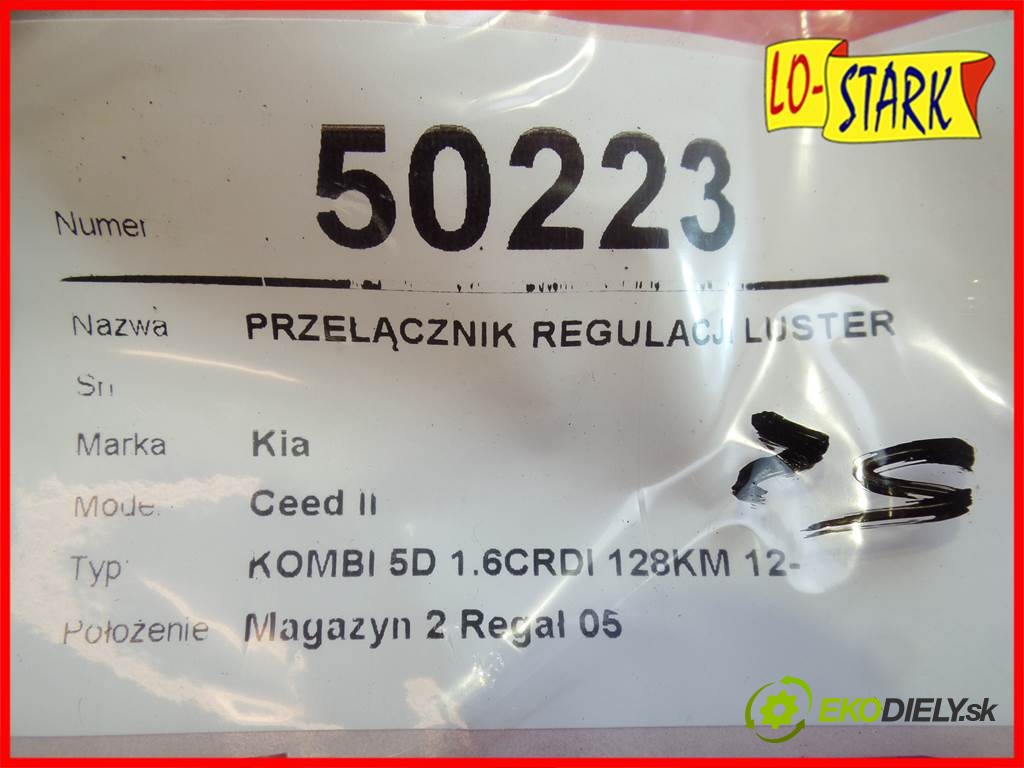 LO-STARK
Numer 50223
Nazwa PRZEŁĄCZNIK REGULACJI LUSTER
Sn
Marka Kia
Model Ceed II
Typ KOMBI 5D 1.6CRDI 128KM 12-
Położenie Magazyn 2 Regał 05
EKODIELY.sk